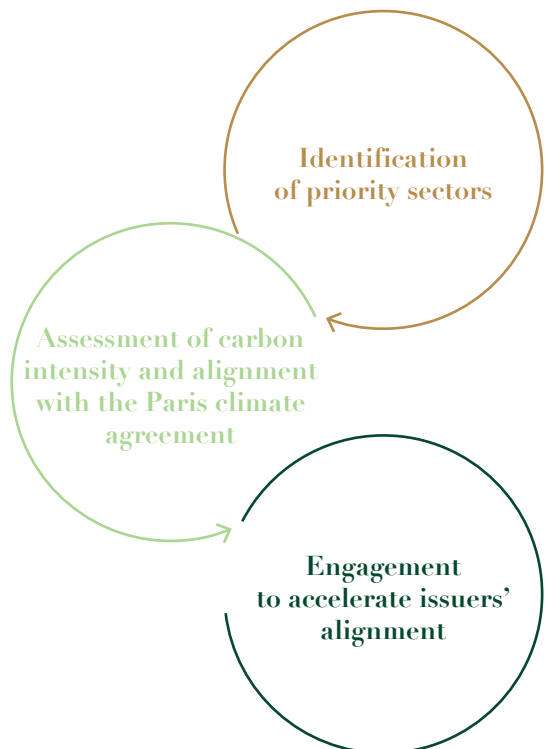 Identification
of priority sectors
Assessment of carbon
intensity and alignment
with the Paris climate
agreement
Engagement
to accelerate issuers’
alignment